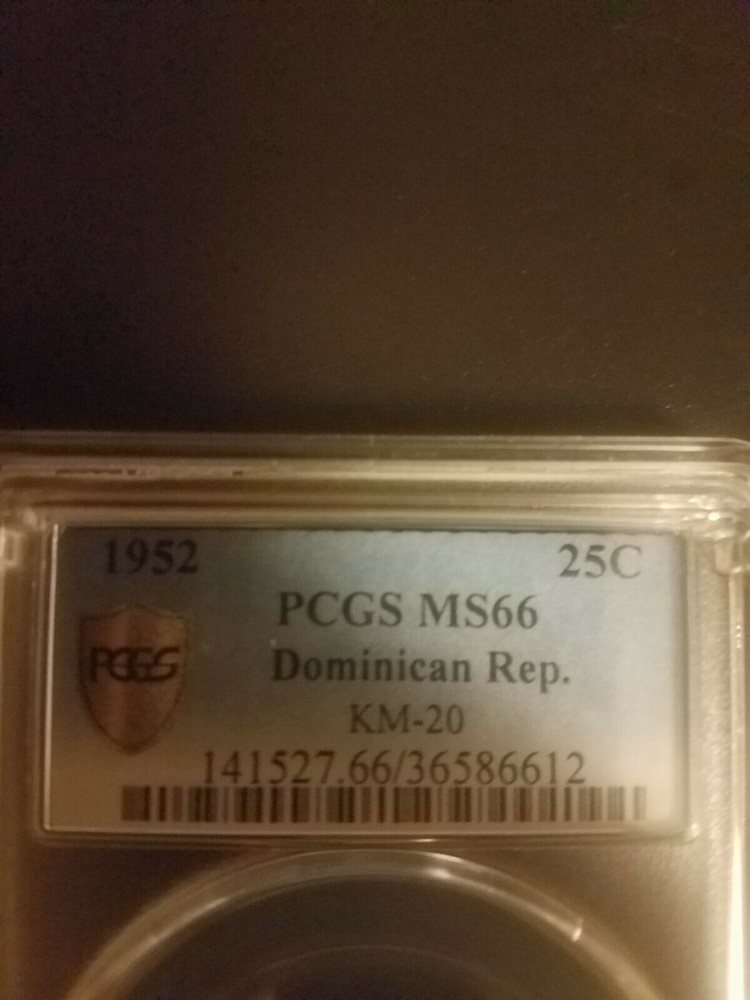 1952 25C
PCGS MS66
PCGS Dominican Rep.
KM-20
141527.66/36586612